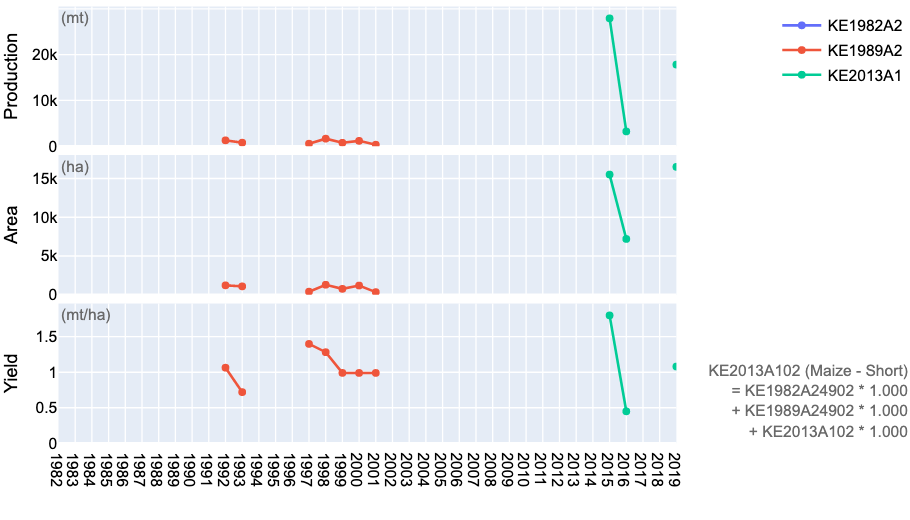 (mt)
Production
20k
10k
0
KE1982A2
KE1989A2
KE2013A1
(ha)
Area
15k
10k
5k
0
(mt/ha)
Yield
1.5
1
0.5
0
KE2013A102 (Maize - Short)
= KE1982A24902 * 1.000
+ KE1989A24902 * 1.000
+ KE2013A102 * 1.000
1982
1983
1984
1985
1986
1987
1988
1989
1990
1991
1992
1993
1994
1995
1996
1997
1998
1999
2000
2001
2002
2003
2004
2005
2006
2007
2008
2009
2010
2011
2012
2013
2014
2015
2016
2017
2018
2019